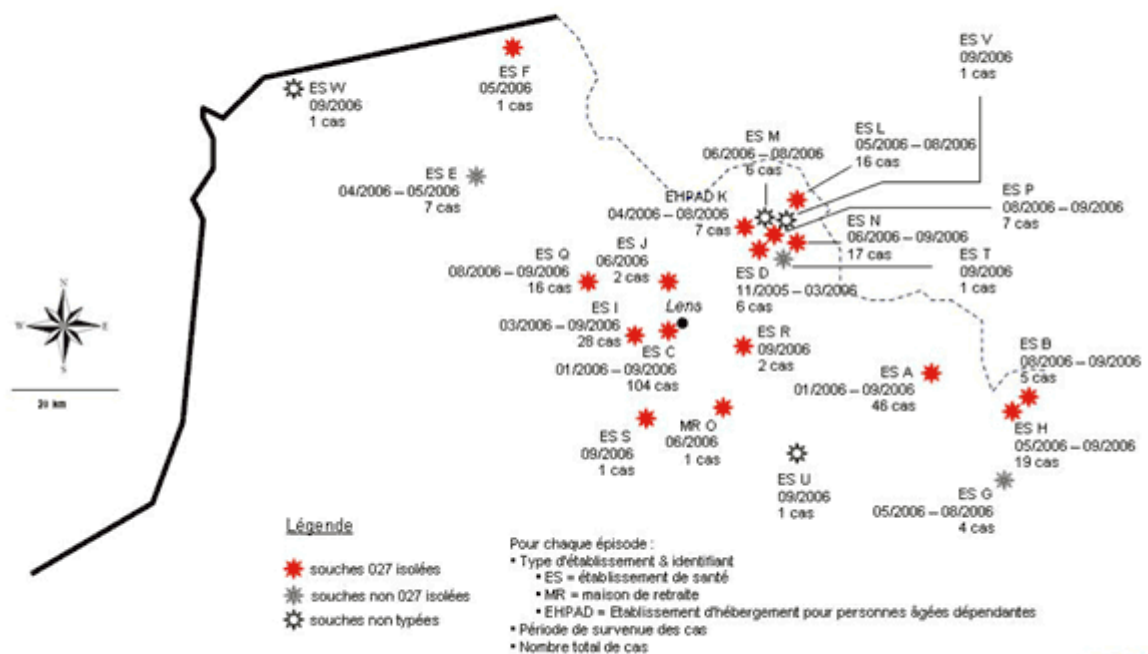 ES V
09/2006
1 cas
ES F
05/2006
1 cas
ES W
09/2006
1 cas
ES M
06/2006 – 08/2006
6 cas
ES L
05/2006 – 08/2006
16 cas
ES E
04/2006 – 05/2006
7 cas
ES P
08/2006 – 09/2006
7 cas
EHPAD K
04/2006 – 08/2006
7 cas
ES N
06/2006 – 09/2006
17 cas
ES J
06/2006
2 cas
ES Q
08/2006 – 09/2006
16 cas
ES T
09/2006
1 cas
ES D
11/2005 – 03/2006
6 cas
Lens
ES I
03/2006 – 09/2006
28 cas
ES C
01/2006 – 09/2006
104 cas
ES R
09/2006
2 cas
ES B
08/2006 – 09/2006
5 cas
ES A
01/2006 – 09/2006
46 cas
N
W
E
S
20 km
ES S
09/2006
1 cas
MR O
06/2006
1 cas
ES H
05/2006 – 09/2006
19 cas
ES U
09/2006
1 cas
ES G
05/2006 – 08/2006
4 cas
Légende
souches 027 isolées
souches non 027 isolées
souches non typées
Pour chaque épisode :
▪ Type d'établissement & identifiant
▪ ES = établissement de santé
▪ MR = maison de retraite
▪ EHPAD = Etablissement d'hébergement pour personnes âgées dépendantes
▪ Période de survenue des cas
▪ Nombre total de cas